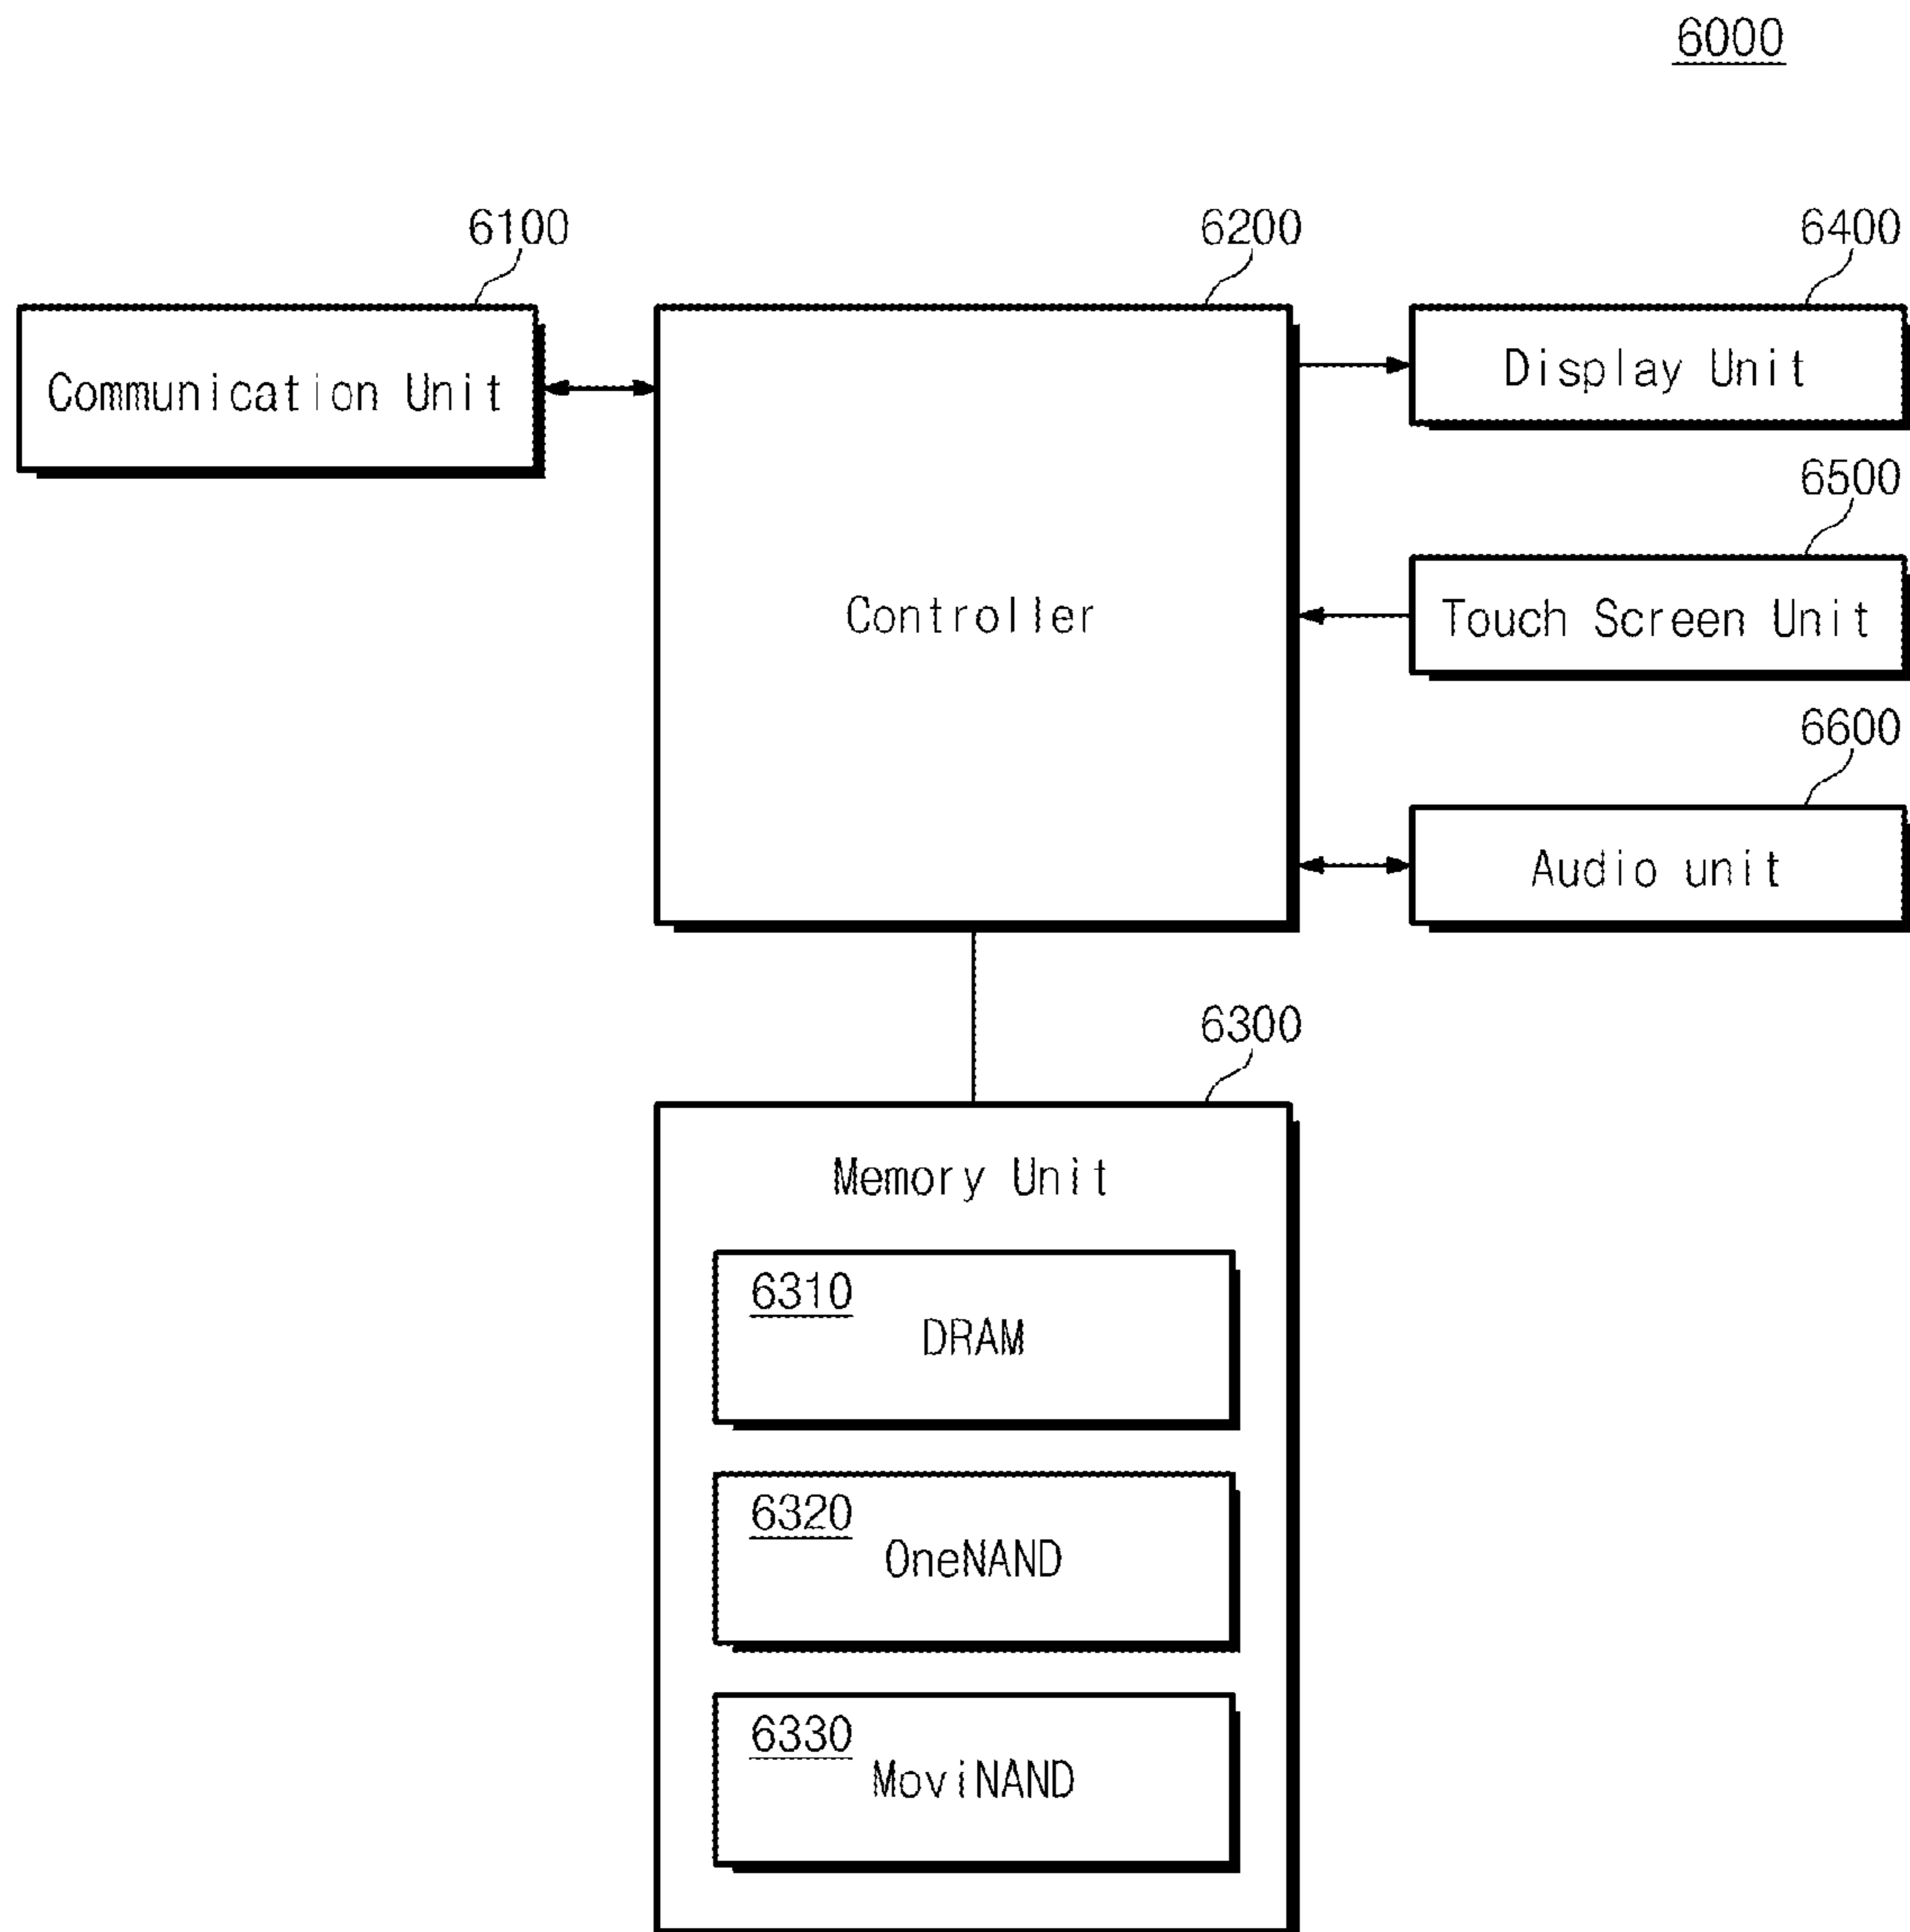 6000
6100
6200
6400
Communication Unit
Controller
Display Unit
6500
Touch Screen Unit
6600
Audio unit
6300
Memory Unit
6310
DRAM
6320
OneNAND
6330
MoviNAND